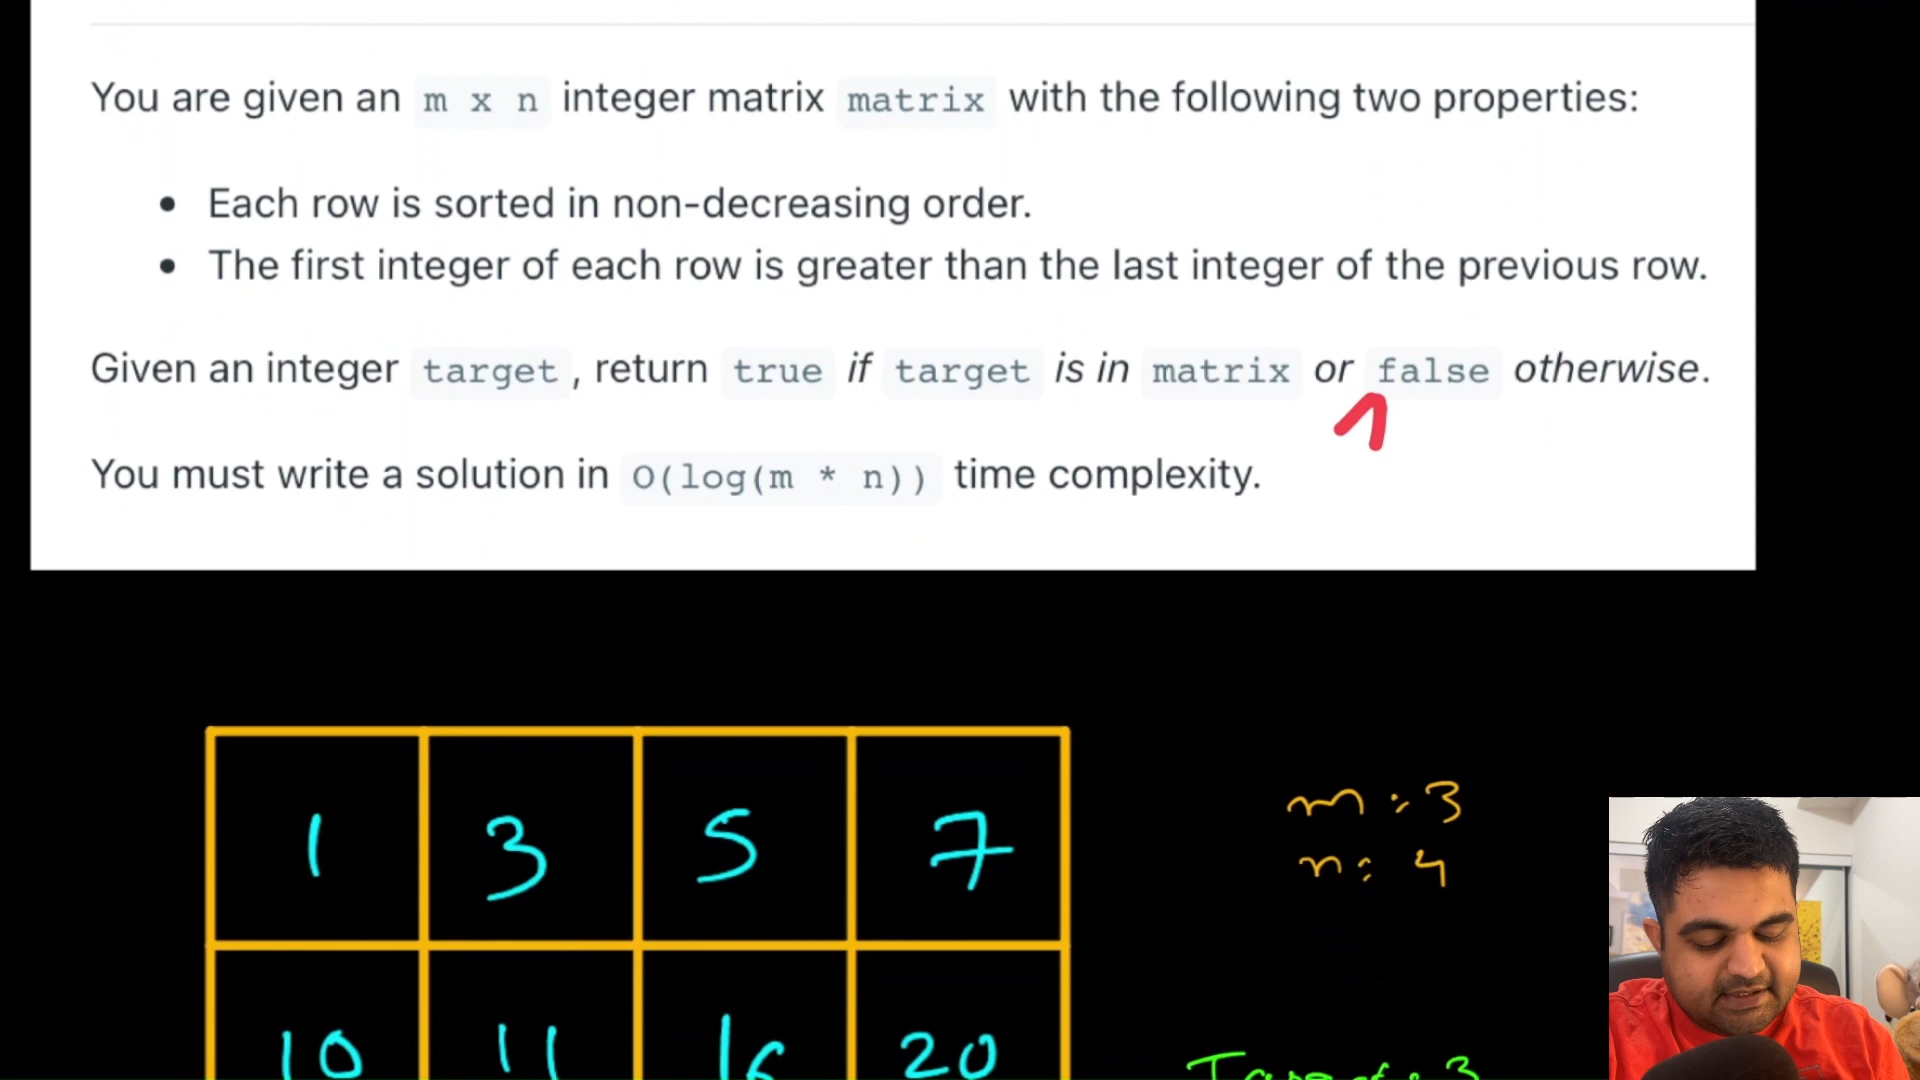 You are given an m x n integer matrix matrix with the following two properties:
• Each row is sorted in non-decreasing order.
• The first integer of each row is greater than the last integer of the previous row.
Given an integer target, return true if target is in matrix or false otherwise.
You must write a solution in O(log(m * n)) time complexity.
1 3 5 7
m: 3
n: 4
10 11 16 20
Target: 3